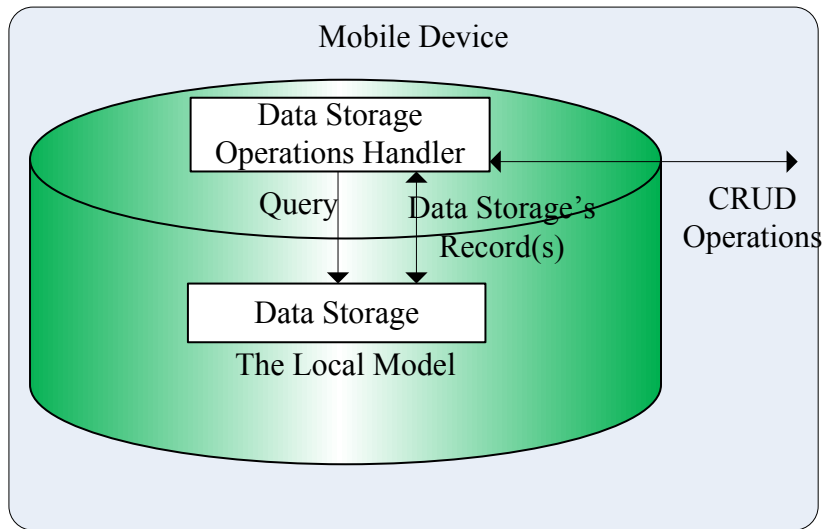 Mobile Device
Data Storage
Operations Handler
Query
Data Storage’s
Record(s)
CRUD
Operations
Data Storage
The Local Model